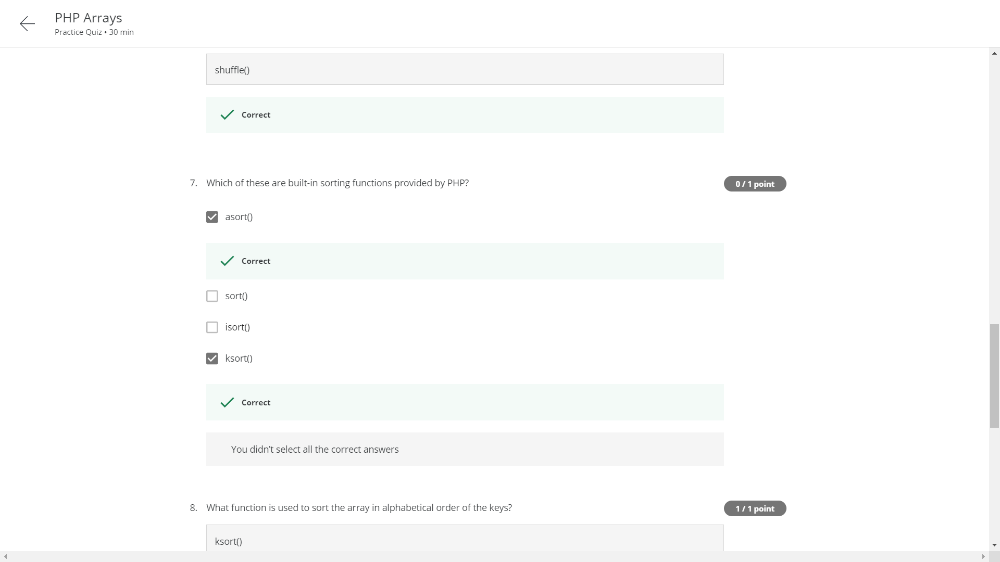 PHP Arrays
Practice Quiz • 30 min
shuffle()
Correct
7. Which of these are built-in sorting functions provided by PHP?
0 / 1 point
asort()
Correct
sort()
isort()
ksort()
Correct
You didn’t select all the correct answers
8. What function is used to sort the array in alphabetical order of the keys?
1 / 1 point
ksort()